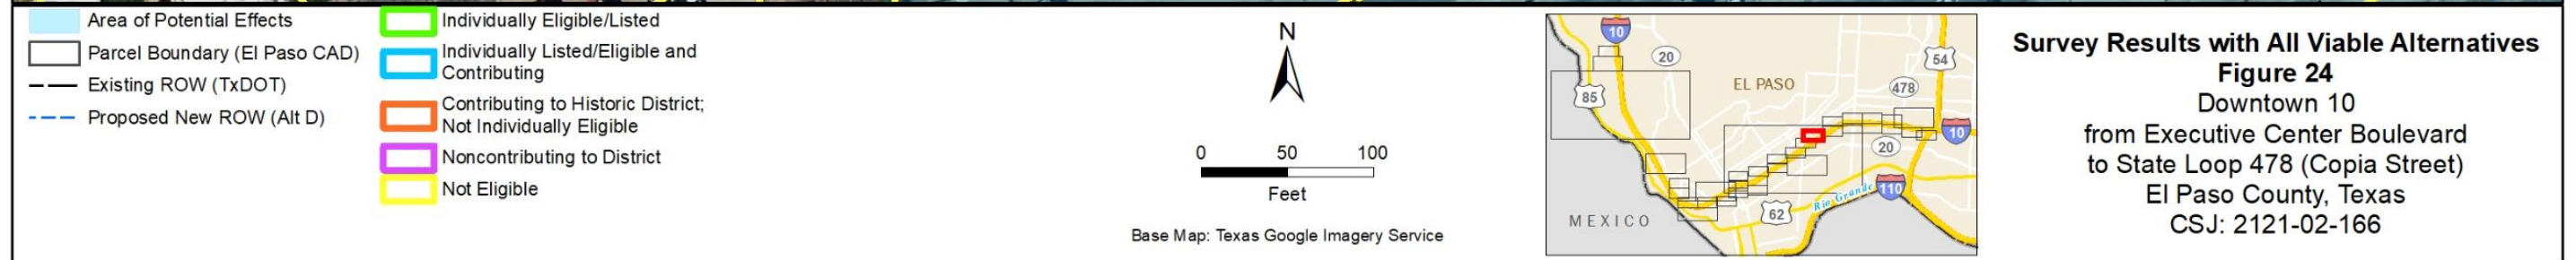 Area of Potential Effects
Parcel Boundary (El Paso CAD)
Existing ROW (TxDOT)
Proposed New ROW (Alt D)
Individually Eligible/Listed
Individually Listed/Eligible and
Contributing
Contributing to Historic District;
Not Individually Eligible
Noncontributing to District
Not Eligible
N
0 50 100
Feet
Base Map: Texas Google Imagery Service
10
20
54
EL PASO
85
478
10
20
110
Rio Grande
62
MEXICO
Survey Results with All Viable Alternatives
Figure 24
Downtown 10
from Executive Center Boulevard
to State Loop 478 (Copia Street)
El Paso County, Texas
CSJ: 2121-02-166